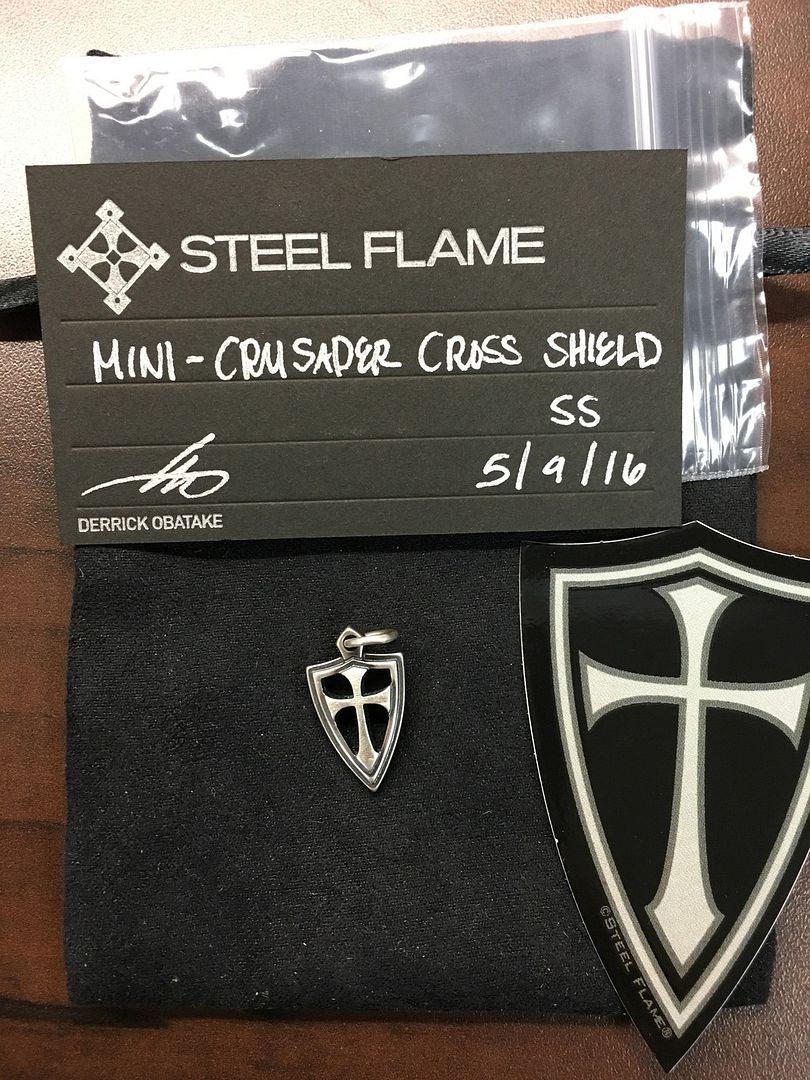 STEEL FLAME
MINI-CRUSADER CROSS SHIELD
SS
5/9/16
DERRICK OBATAKE
©STEEL FLAME®